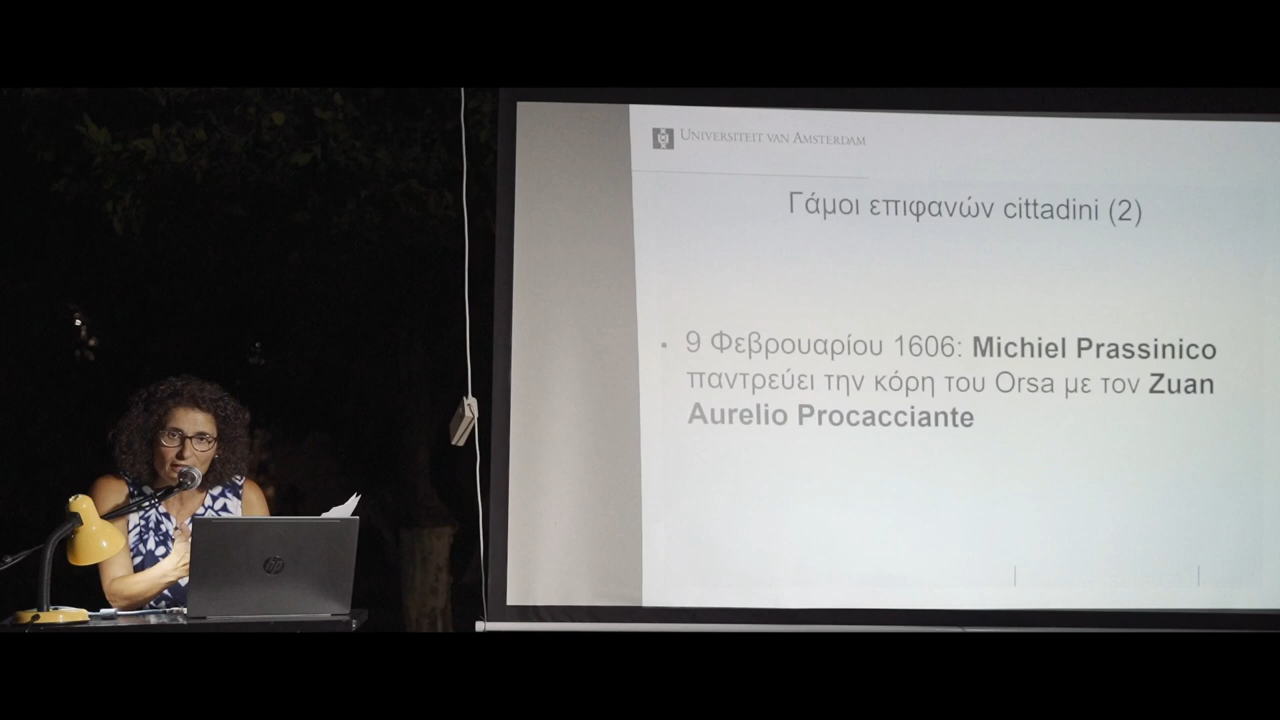 UNIVERSITEIT VAN AMSTERDAM
Γάμοι επιφανών cittadini (2)
▪ 9 Φεβρουαρίου 1606: Michiel Prassinico
παντρεύει την κόρη του Orsa με τον Zuan
Aurelio Procacciante
hp